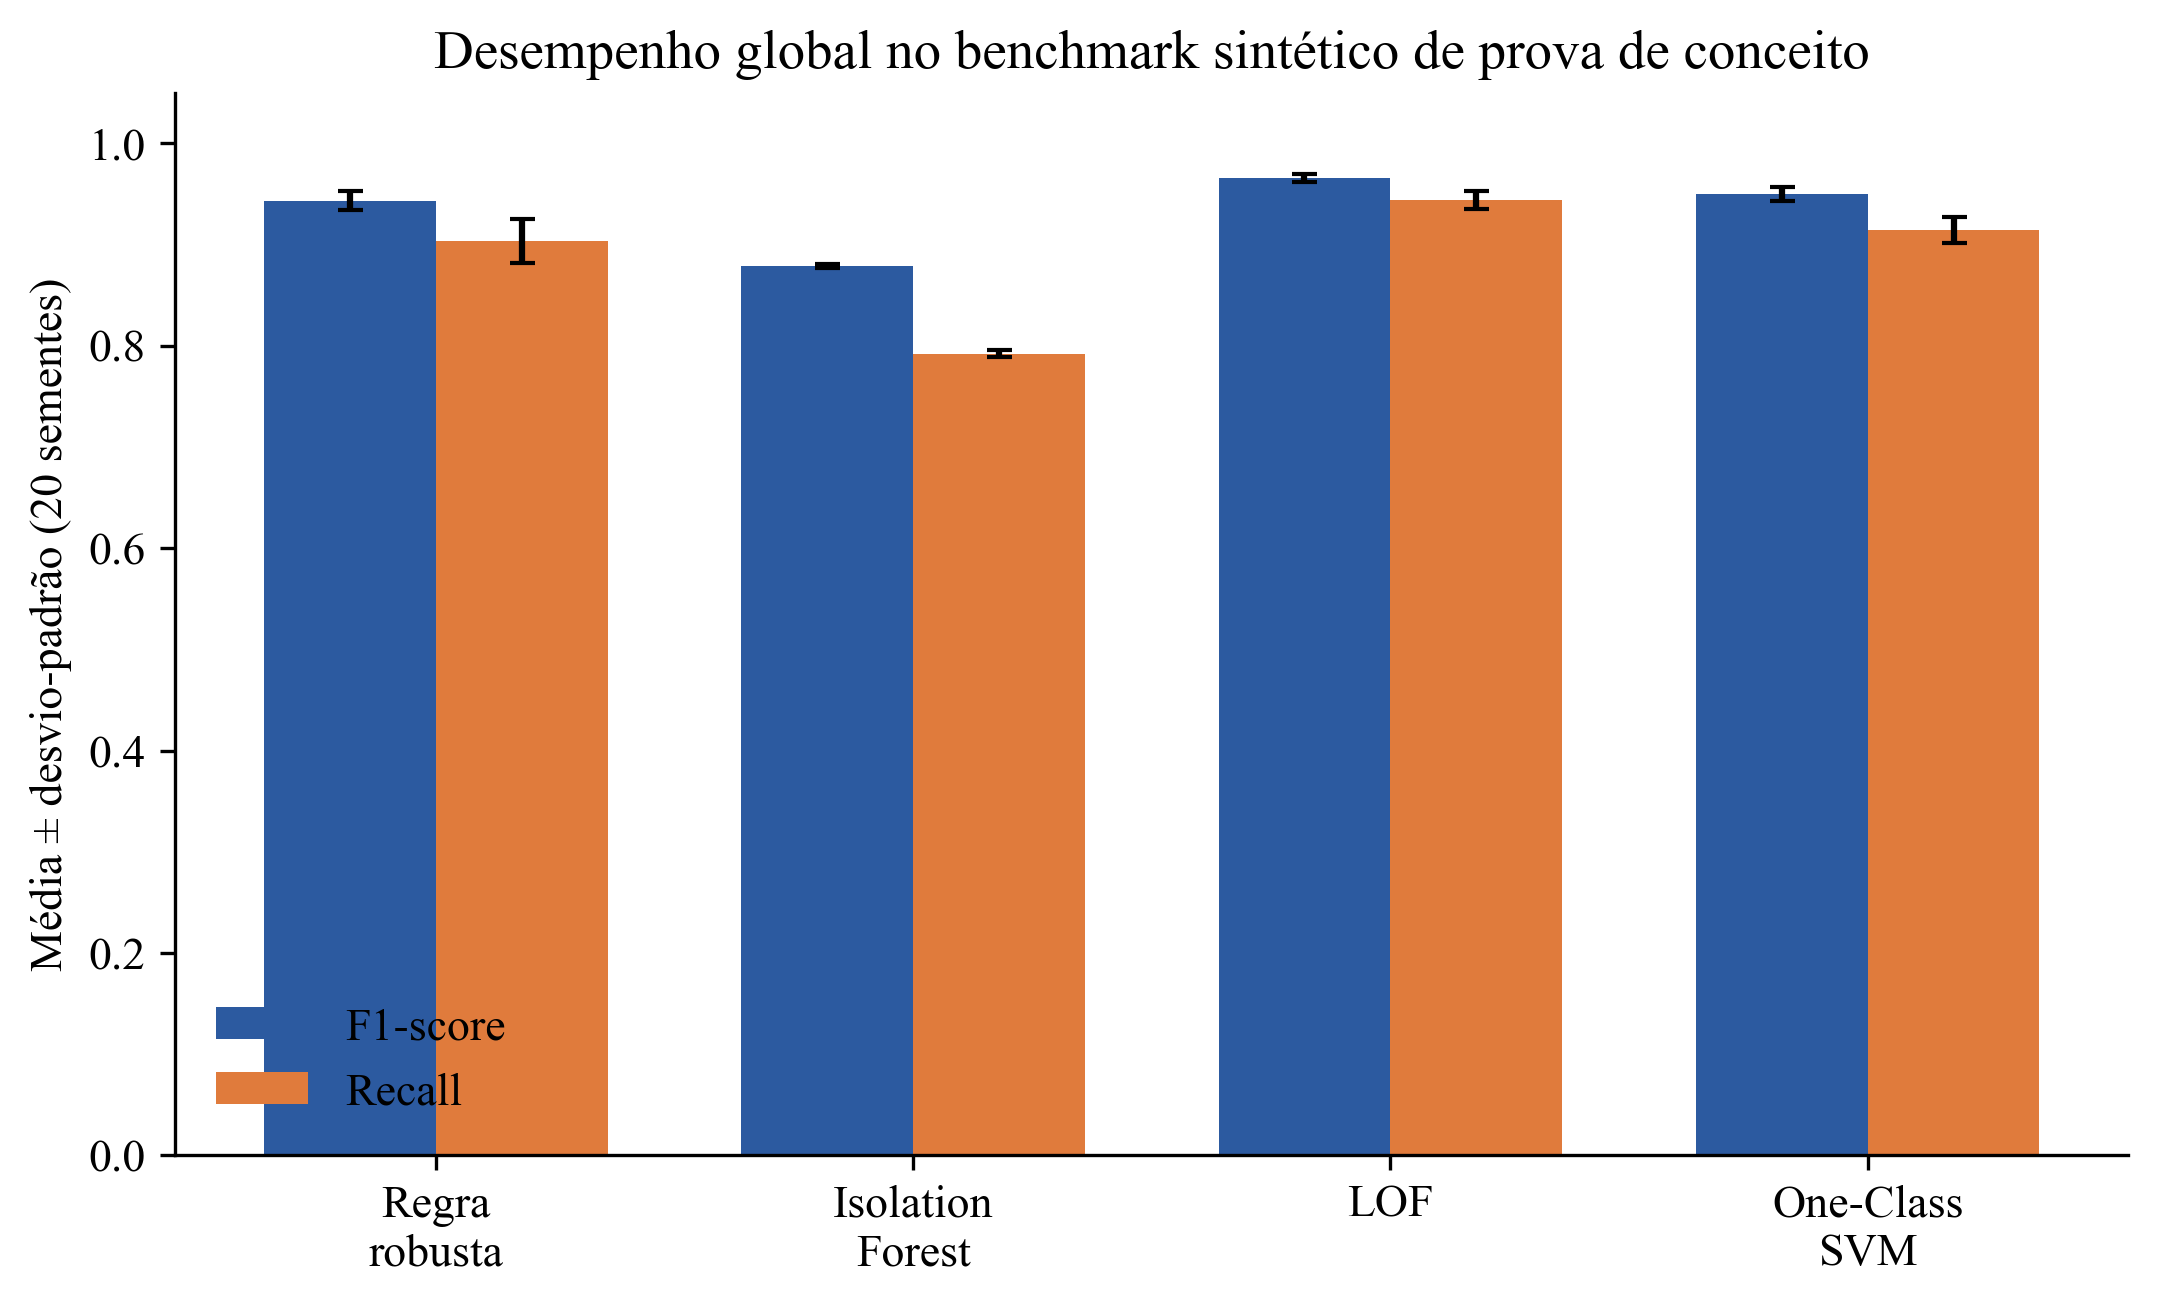 Desempenho global no benchmark sintético de prova de conceito
Média ± desvio-padrão (20 sementes)
1.0
0.8
0.6
0.4
0.2
0.0
F1-score
Recall
Regra
robusta
Isolation
Forest
LOF
One-Class
SVM